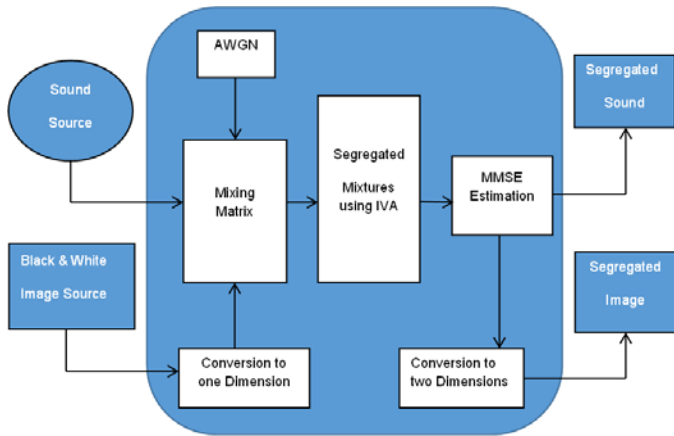 AWGN
Sound
Source
Mixing
Matrix
Segregated
Mixtures
using IVA
MMSE
Estimation
Segregated
Sound
Black & White
Image Source
Conversion to
one Dimension
Conversion to
two Dimensions
Segregated
Image